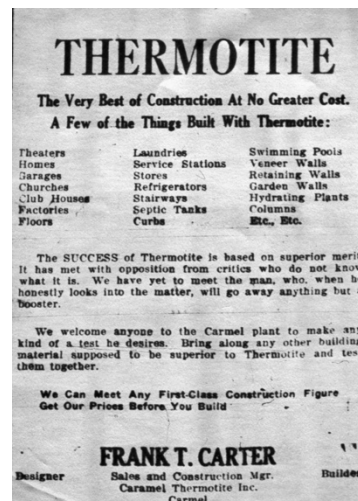 THERMOTITE
The Very Best of Construction At No Greater Cost.
A Few of the Things Built With Thermotite:
Theaters Laundries Swimming Pools
Homes Service Stations Veneer Walls
Garages Stores Retaining Walls
Churches Refrigerators Garden Walls
Club Houses Stairways Hydrating Plants
Factories Septic Tanks Columns
Floors Curbs Etc., Etc.
The SUCCESS of Thermotite is based on superior merit
It has met with opposition from critics who do not know
what it is. We have yet to meet the man, who, when he
honestly looks into the matter, will go away anything but a
booster.
We welcome anyone to the Carmel plant to make any
kind of a test he desires. Bring along any other building
material supposed to be superior to Thermotite and test
them together.
We Can Meet Any First-Class Construction Figure
Get Our Prices Before You Build
FRANK T. CARTER
Designer Sales and Construction Mgr. Builder
Caramel Thermotite Inc.
Carmel